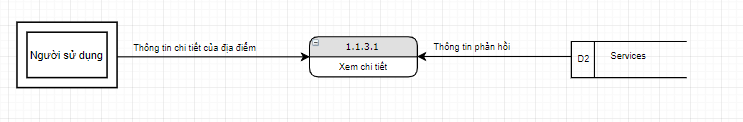 Người sử dụng
Thông tin chi tiết của địa điểm
1.1.3.1
Xem chi tiết
Thông tin phản hồi
D2
Services